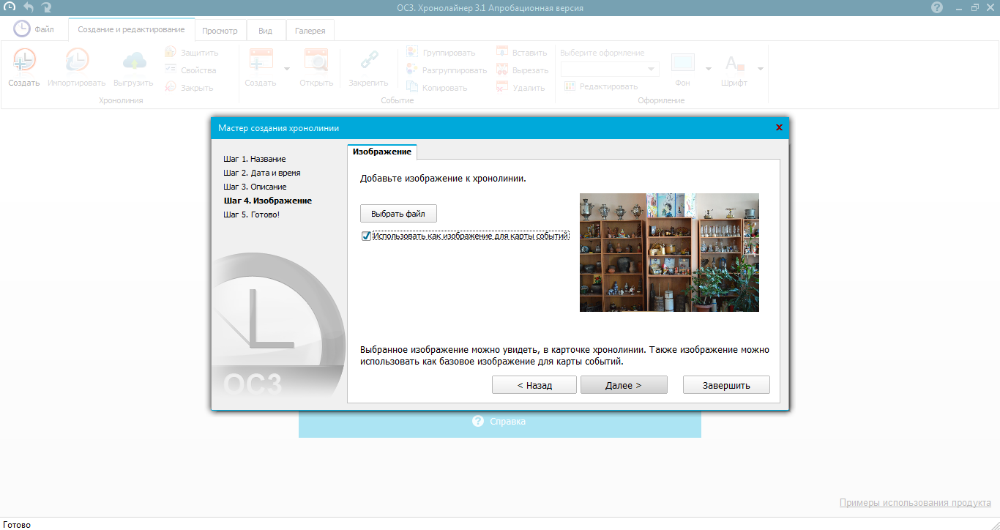 ОС3. Хронолайнер 3.1 Апробационная версия
Файл
Создание и редактирование
Просмотр
Вид
Галерея
Создать
Импортировать
Выгрузить
Защитить
Свойства
Закрыть
Хронолиния
Создать
Открыть
Закрепить
Группировать
Разгруппировать
Копировать
Вставить
Вырезать
Удалить
Событие
Выберите оформление
Редактировать
Фон
Шрифт
Оформление
Мастер создания хронолинии
Шаг 1. Название
Шаг 2. Дата и время
Шаг 3. Описание
Шаг 4. Изображение
Шаг 5. Готово!
ОС3
Изображение
Добавьте изображение к хронолинии.
Выбрать файл
Использовать как изображение для карты событий
Выбранное изображение можно увидеть, в карточке хронолинии. Также изображение можно
использовать как базовое изображение для карты событий.
< Назад
Далее >
Завершить
Справка
Примеры использования продукта
Готово